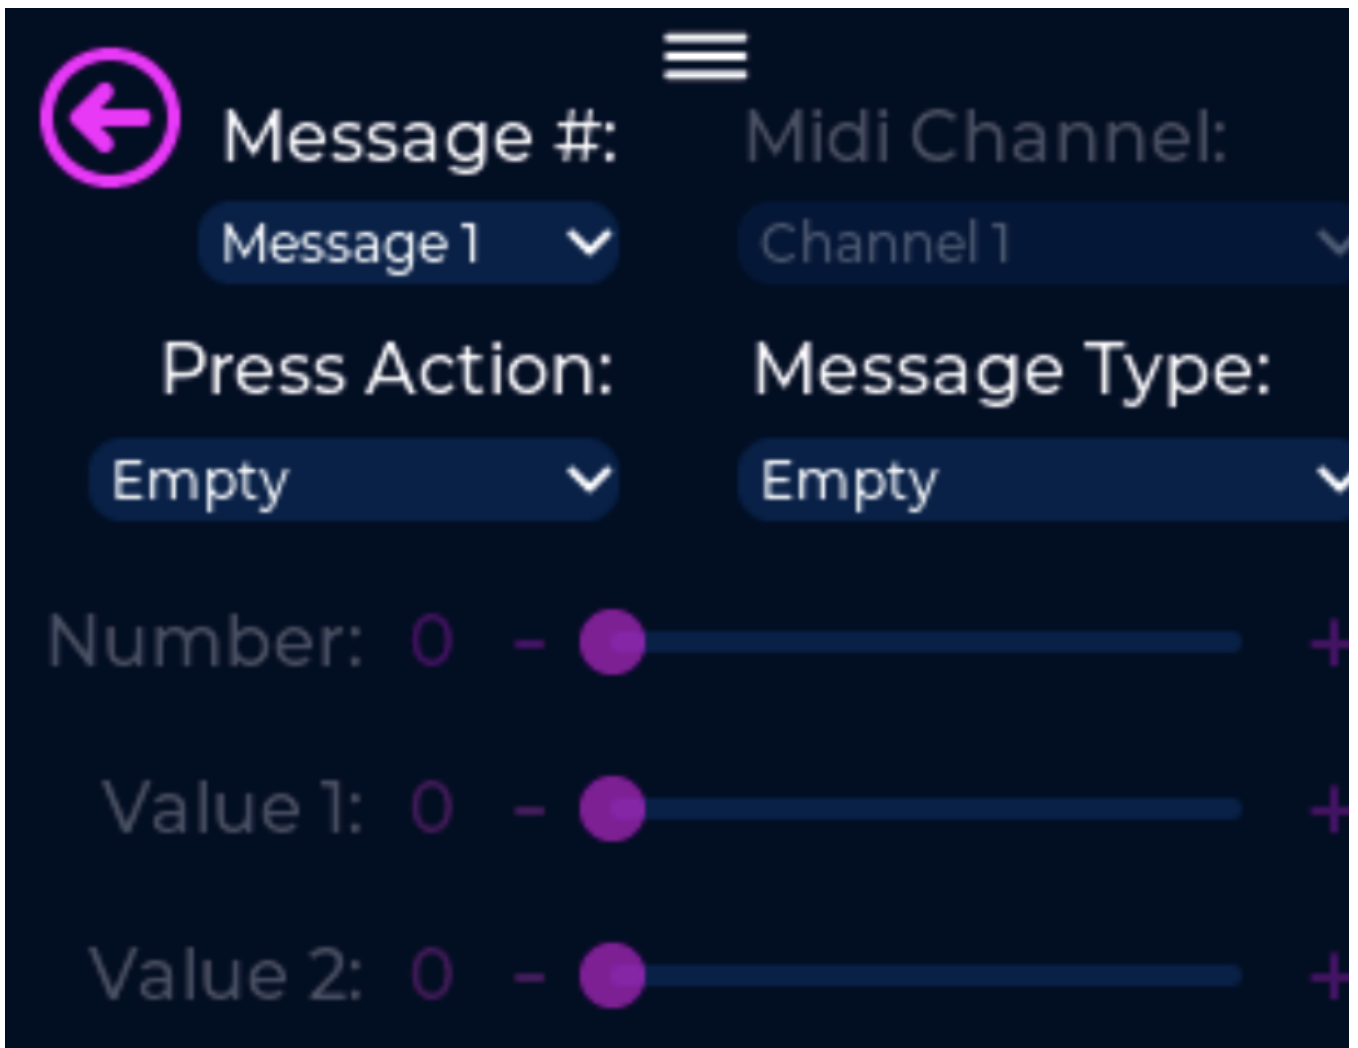 Message #: Midi Channel:
Message 1 Channel 1
Press Action: Message Type:
Empty Empty
Number: 0 - +
Value 1: 0 - +
Value 2: 0 - +